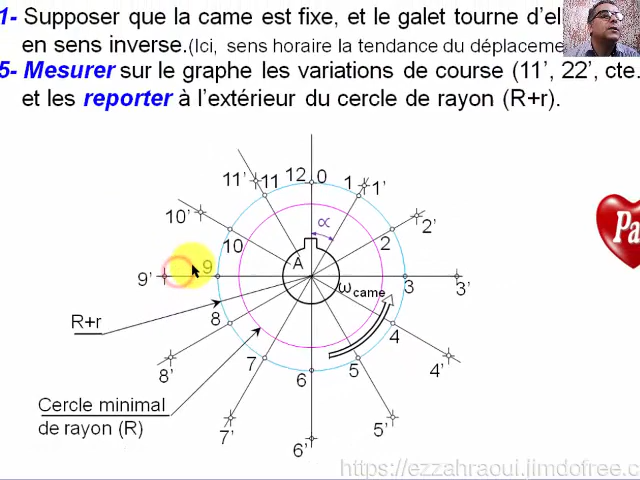 1- Supposer que la came est fixe, et le galet tourne d'el
en sens inverse.(Ici, sens horaire la tendance du déplaceme
5- Mesurer sur le graphe les variations de course (11', 22', cte.
et les reporter à l'extérieur du cercle de rayon (R+r).
11' 11 12 0 1 1'
10' α 2'
10 2
A
9' 9 ω came 3 3'
R+r 8 4
8' 7 6 5 4'
Cercle minimal
de rayon (R)
7' 6' 5'
Pa
https://ezzahraoui.jimdofree.c